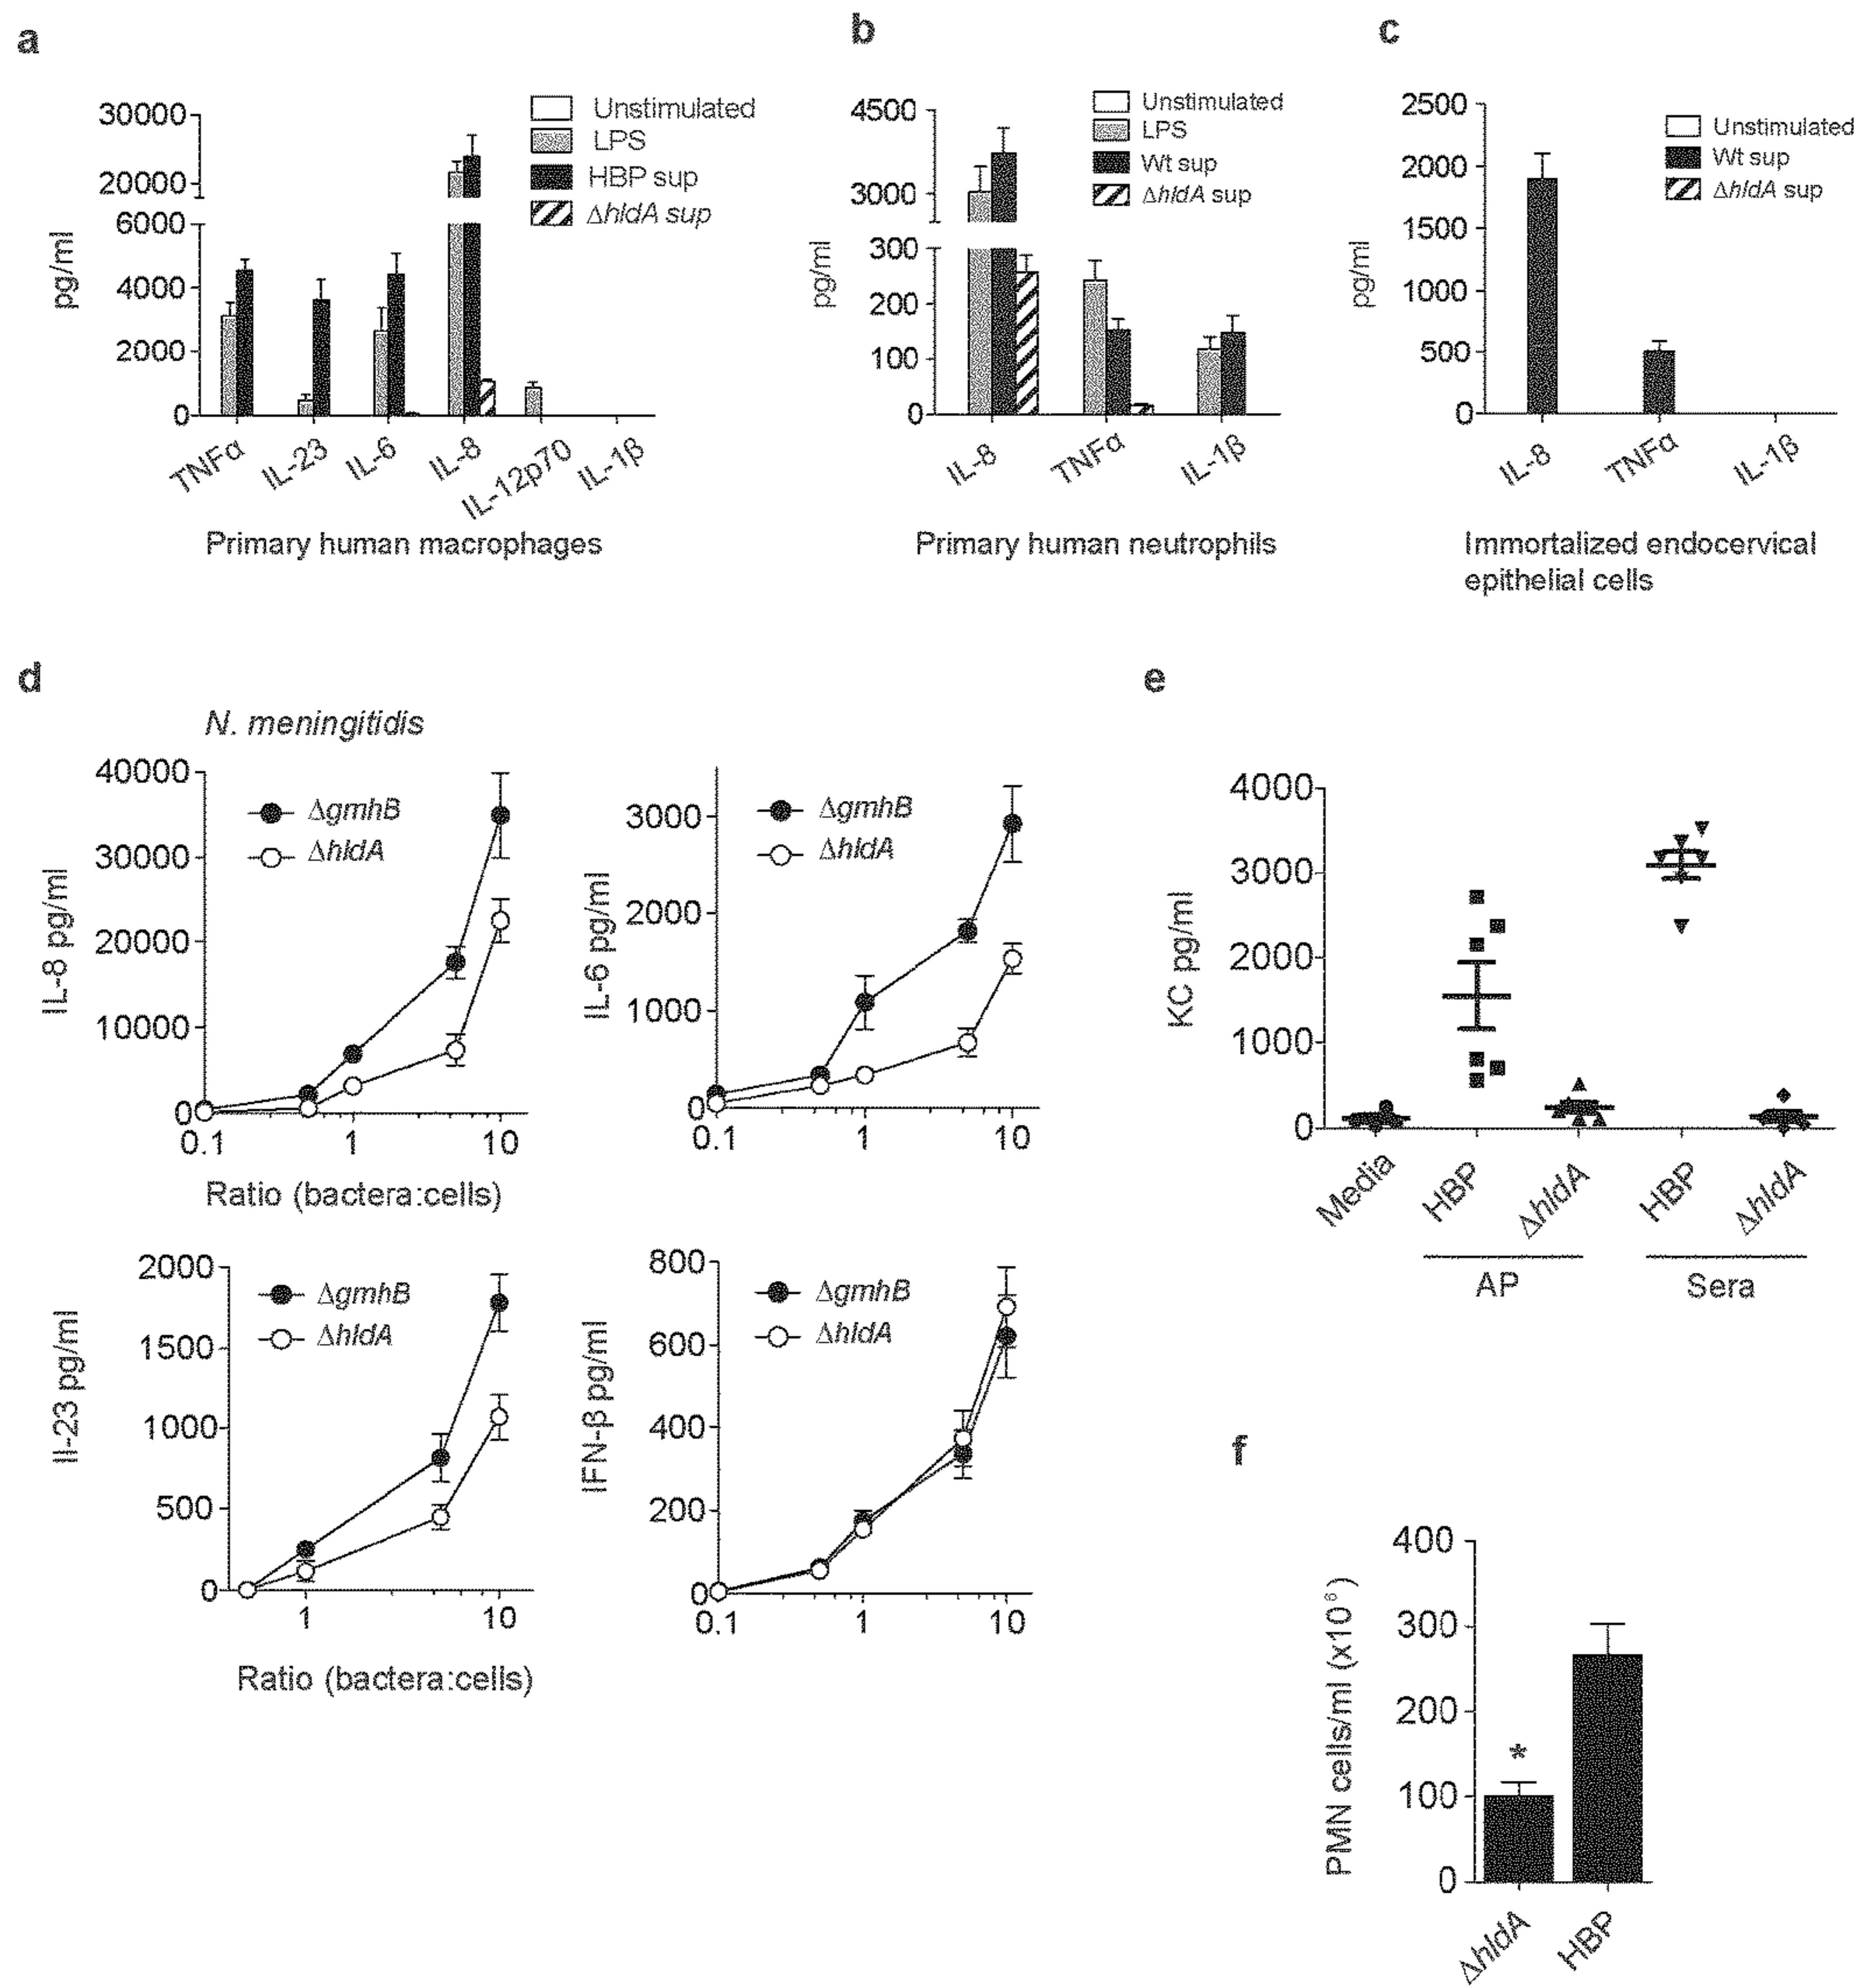 a
30000
20000
6000
4000
2000
0
pg/ml
Unstimulated
LPS
HBP sup
ΔhldA sup
TNFα
IL-23
IL-6
IL-8
IL-12p70
IL-1β
Primary human macrophages
b
4500
3000
300
200
100
0
pg/ml
Unstimulated
LPS
Wt sup
ΔhldA sup
IL-8
TNFα
IL-1β
Primary human neutrophils
c
2500
2000
1500
1000
500
0
pg/ml
Unstimulated
Wt sup
ΔhldA sup
IL-8
TNFα
IL-1β
Immortalized endocervical
epithelial cells
d
N. meningitidis
40000
30000
20000
10000
0
IL-8 pg/ml
ΔgmhB
ΔhldA
0.1
1
10
Ratio (bactera:cells)
3000
2000
1000
0
IL-6 pg/ml
ΔgmhB
ΔhldA
0.1
1
10
2000
1500
1000
500
0
Il-23 pg/ml
ΔgmhB
ΔhldA
1
10
Ratio (bactera:cells)
800
600
400
200
0
IFN-β pg/ml
ΔgmhB
ΔhldA
0.1
1
10
e
4000
3000
2000
1000
0
KC pg/ml
Media
HBP
ΔhldA
HBP
ΔhldA
AP
Sera
f
400
300
200
100
0
PMN cells/ml (x10⁶)
*
ΔhldA
HBP